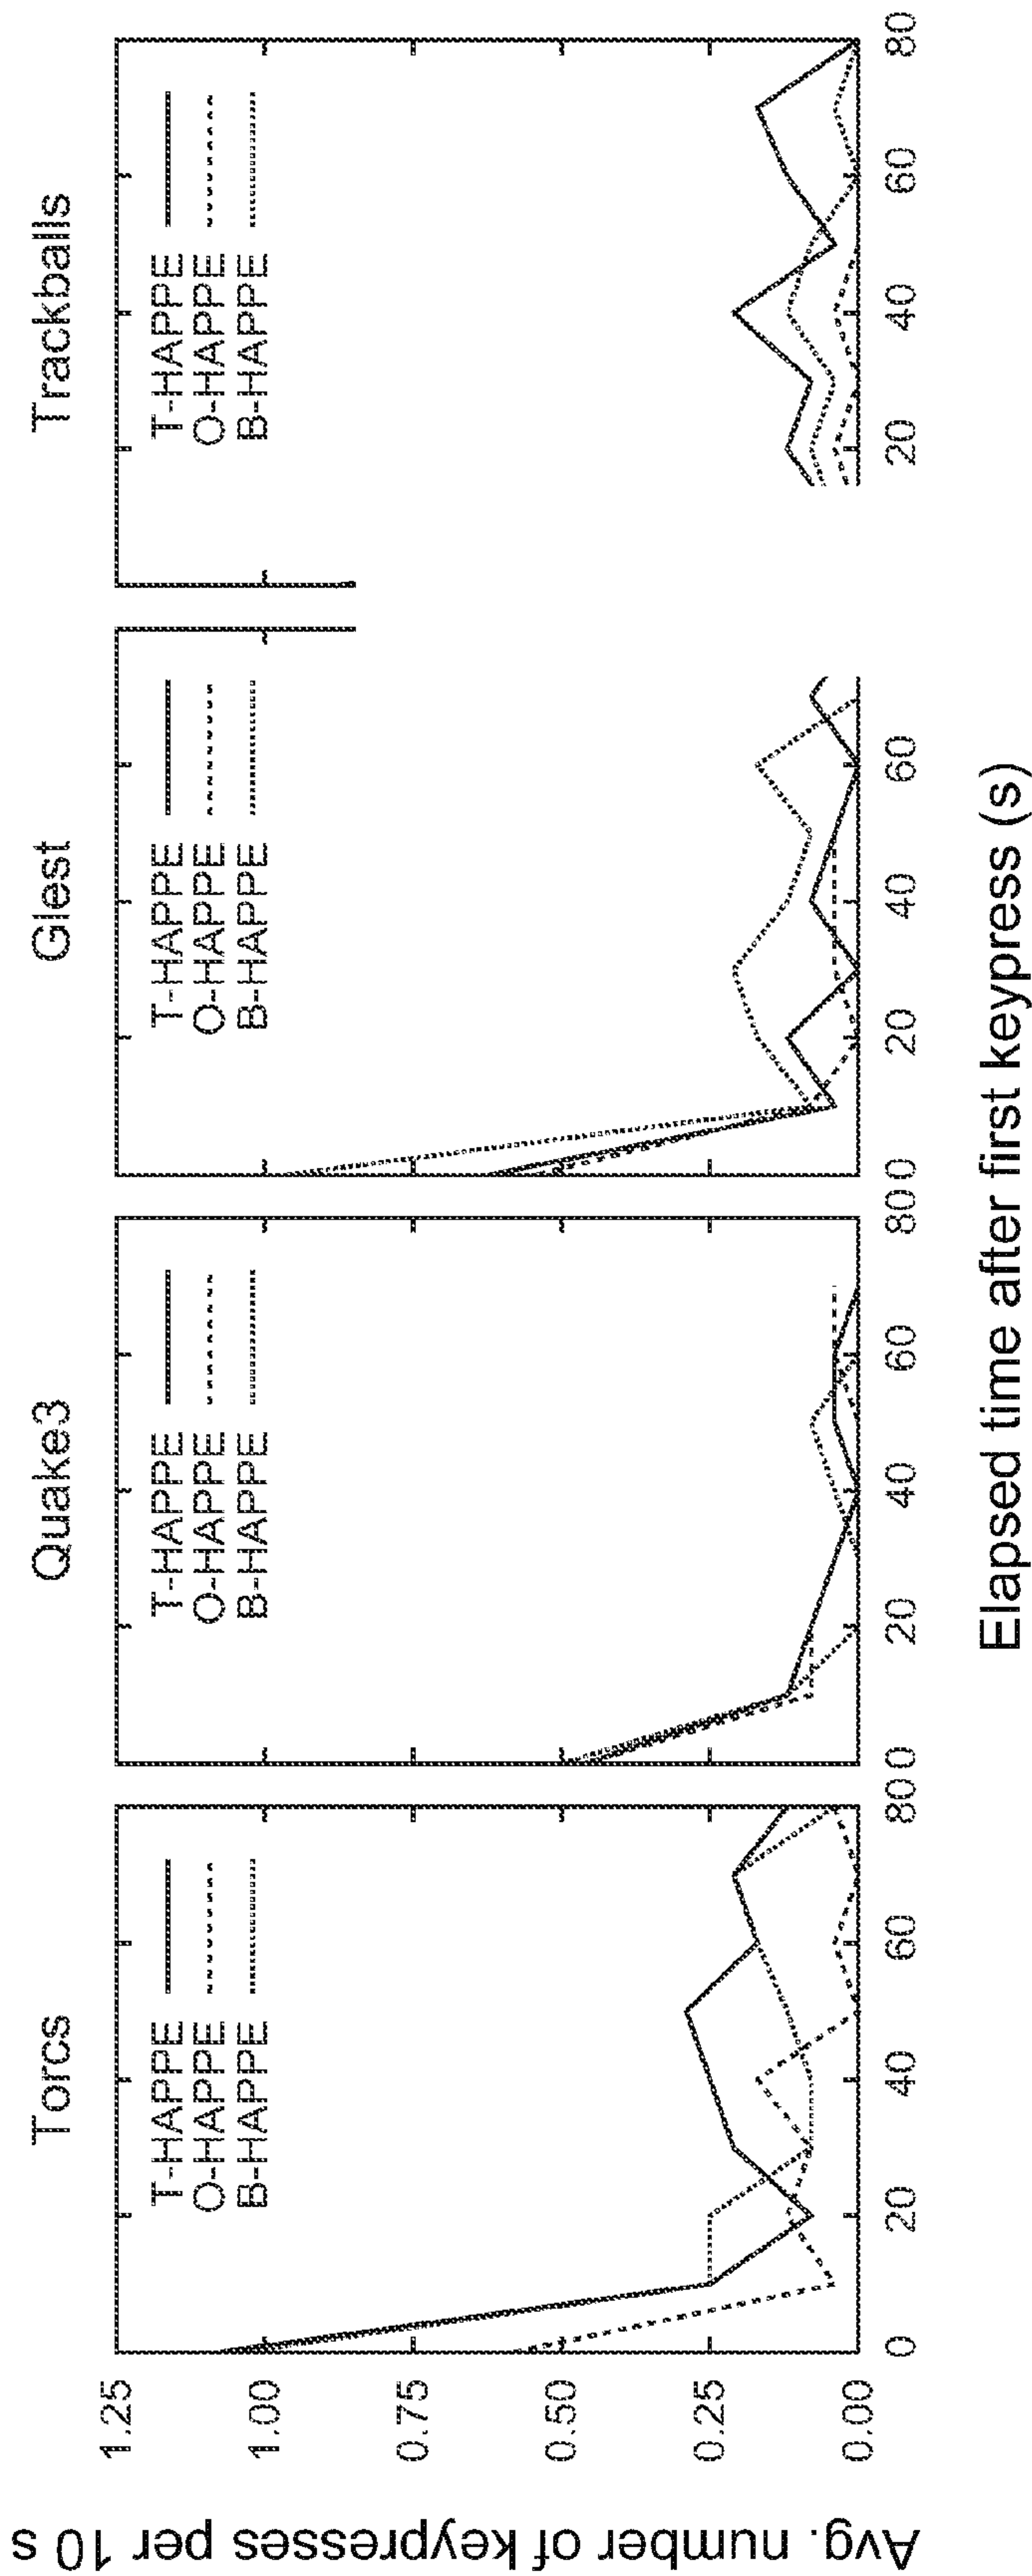 Avg. number of keypresses per 10 s
1.25
1.00
0.75
0.50
0.25
0.00
Torcs
T-HAPPE
O-HAPPE
B-HAPPE
0
20
40
60
80
Quake3
T-HAPPE
O-HAPPE
B-HAPPE
0
20
40
60
80
Glest
T-HAPPE
O-HAPPE
B-HAPPE
0
20
40
60
Trackballs
T-HAPPE
O-HAPPE
B-HAPPE
20
40
60
80
Elapsed time after first keypress (s)